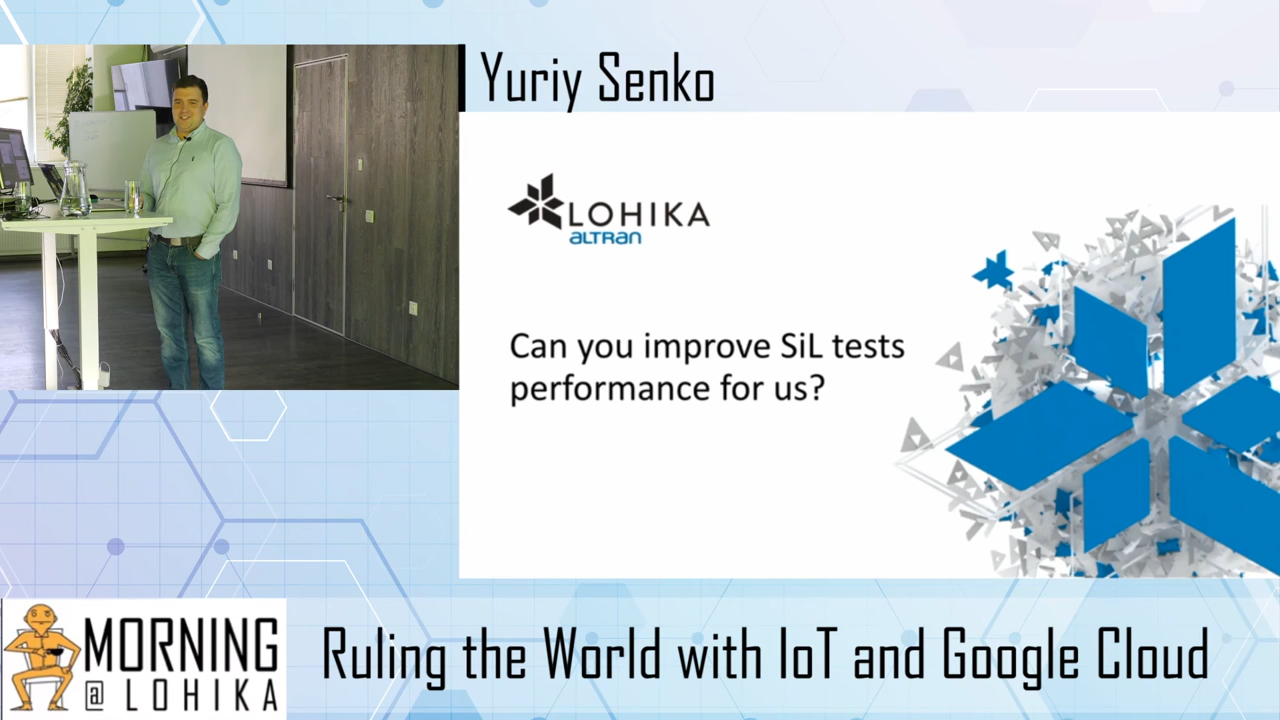 Yuriy Senko
LOHIKA
altran
Can you improve SiL tests
performance for us?
MORNING
@ LOHIKA
Ruling the World with IoT and Google Cloud